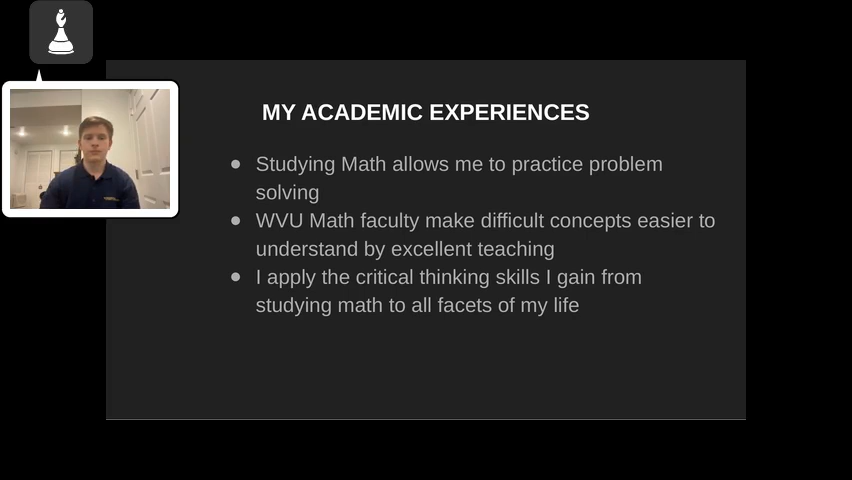 MY ACADEMIC EXPERIENCES
● Studying Math allows me to practice problem
solving
● WVU Math faculty make difficult concepts easier to
understand by excellent teaching
● I apply the critical thinking skills I gain from
studying math to all facets of my life